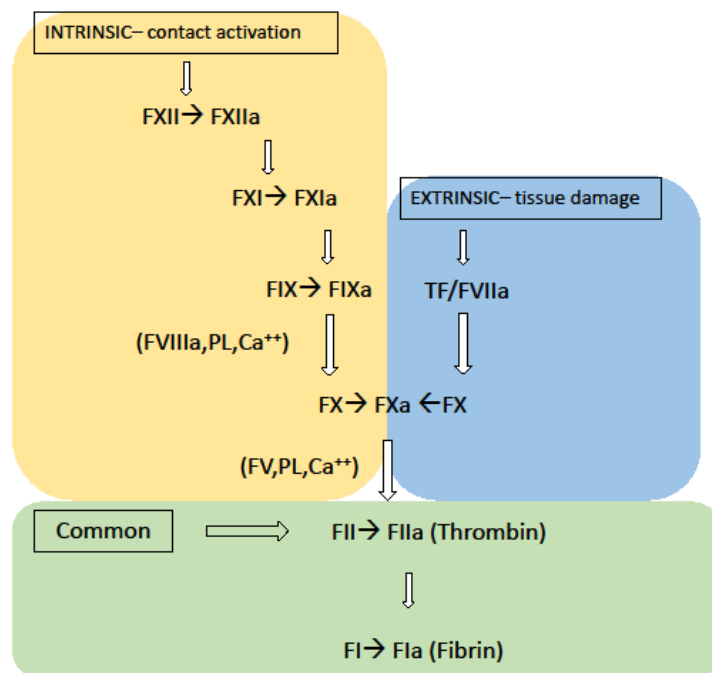 INTRINSIC– contact activation
FXII→ FXIIa
FXI→ FXIa
EXTRINSIC– tissue damage
FIX→ FIXa
TF/FVIIa
(FVIIIa,PL,Ca⁺⁺)
FX→ FXa ←FX
(FV,PL,Ca⁺⁺)
Common
FII→ FIIa (Thrombin)
FI→ FIa (Fibrin)